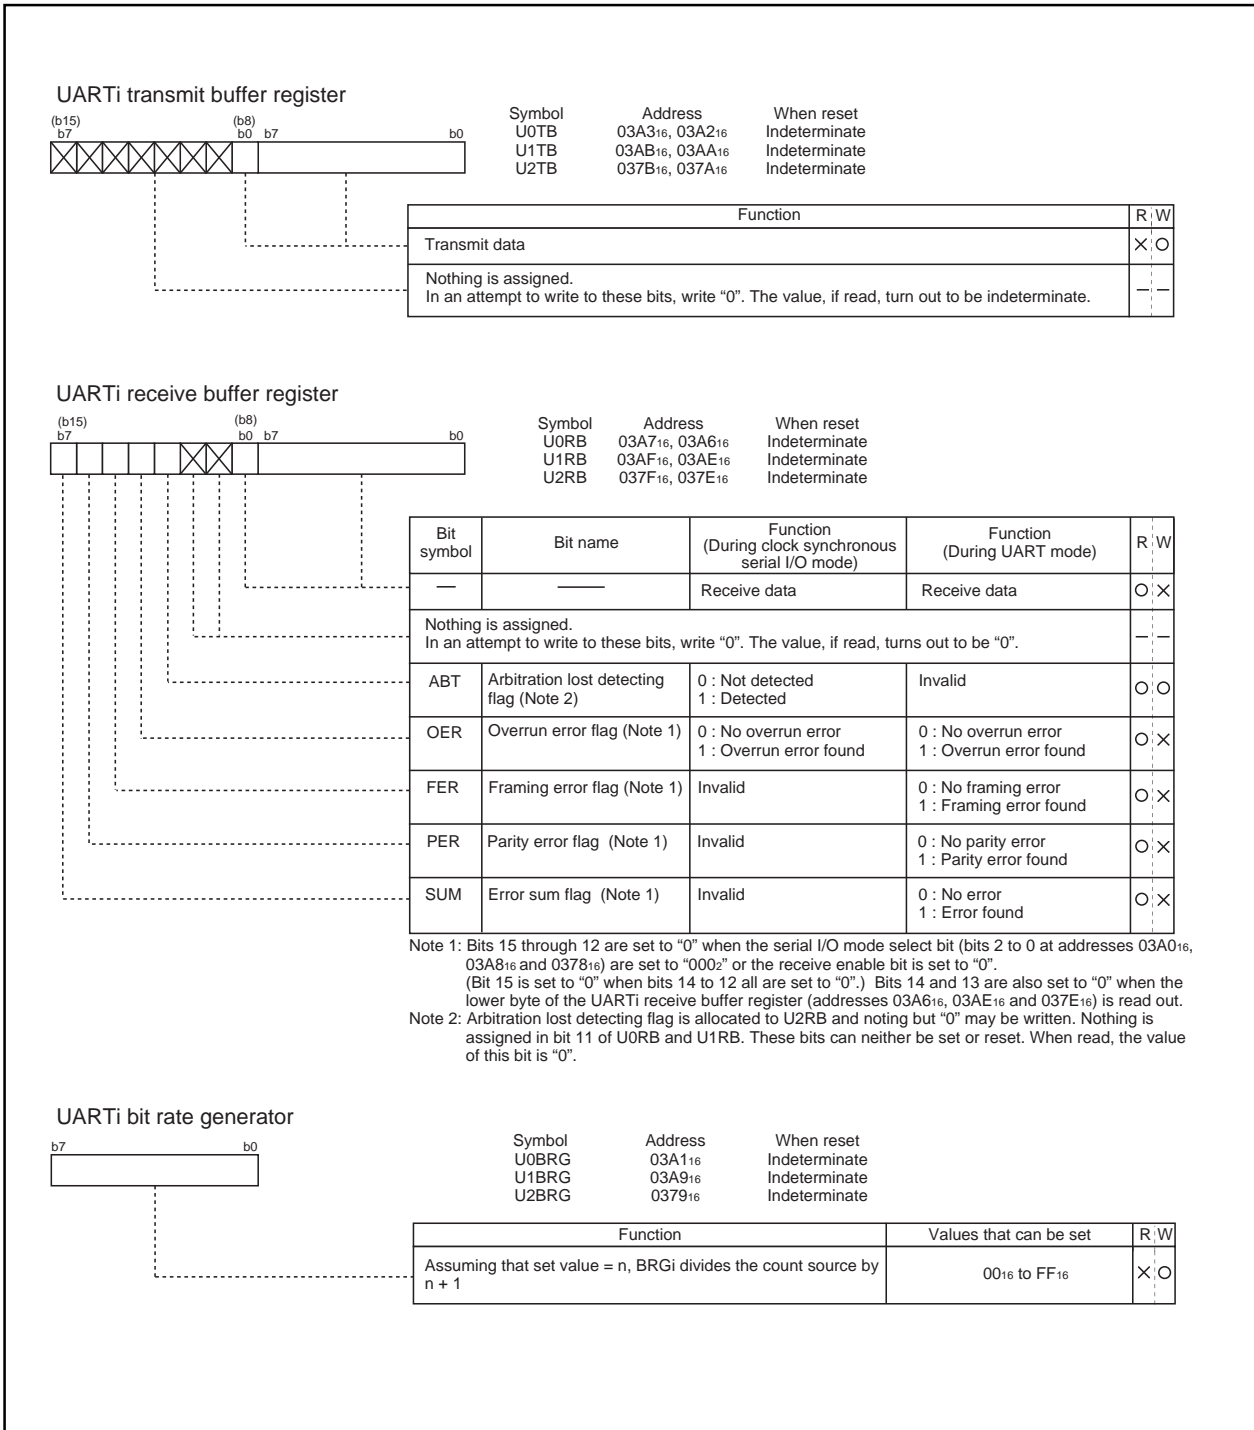 UARTi transmit buffer register
(b15) (b8)
b7 b0 b7 b0
Symbol Address When reset
U0TB 03A316, 03A216 Indeterminate
U1TB 03AB16, 03AA16 Indeterminate
U2TB 037B16, 037A16 Indeterminate
Function R W
Transmit data
Nothing is assigned.
In an attempt to write to these bits, write “0”. The value, if read, turn out to be indeterminate.
UARTi receive buffer register
(b15) (b8)
b7 b0 b7 b0
Symbol Address When reset
U0RB 03A716, 03A616 Indeterminate
U1RB 03AF16, 03AE16 Indeterminate
U2RB 037F16, 037E16 Indeterminate
Bit symbol Bit name Function (During clock synchronous serial I/O mode) Function (During UART mode) R W
Receive data Receive data
Nothing is assigned.
In an attempt to write to these bits, write “0”. The value, if read, turns out to be “0”.
ABT Arbitration lost detecting flag (Note 2) 0 : Not detected 1 : Detected Invalid
OER Overrun error flag (Note 1) 0 : No overrun error 1 : Overrun error found 0 : No overrun error 1 : Overrun error found
FER Framing error flag (Note 1) Invalid 0 : No framing error 1 : Framing error found
PER Parity error flag (Note 1) Invalid 0 : No parity error 1 : Parity error found
SUM Error sum flag (Note 1) Invalid 0 : No error 1 : Error found
Note 1: Bits 15 through 12 are set to “0” when the serial I/O mode select bit (bits 2 to 0 at addresses 03A016,
03A816 and 037816) are set to “0002” or the receive enable bit is set to “0”.
(Bit 15 is set to “0” when bits 14 to 12 all are set to “0”.) Bits 14 and 13 are also set to “0” when the
lower byte of the UARTi receive buffer register (addresses 03A616, 03AE16 and 037E16) is read out.
Note 2: Arbitration lost detecting flag is allocated to U2RB and noting but “0” may be written. Nothing is
assigned in bit 11 of U0RB and U1RB. These bits can neither be set or reset. When read, the value
of this bit is “0”.
UARTi bit rate generator
b7 b0
Symbol Address When reset
U0BRG 03A116 Indeterminate
U1BRG 03A916 Indeterminate
U2BRG 037916 Indeterminate
Function Values that can be set R W
Assuming that set value = n, BRGi divides the count source by
n + 1 0016 to FF16